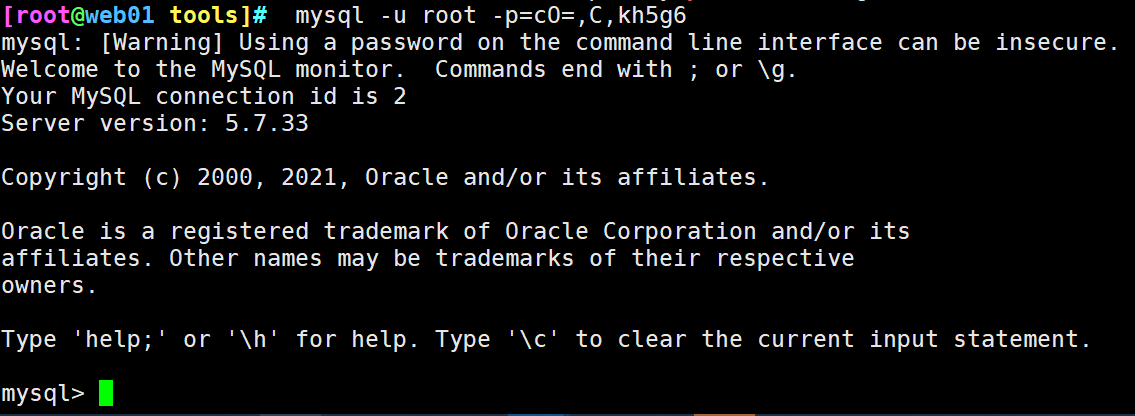 [root@web01 tools]#  mysql -u root -p=cO=,C,kh5g6
mysql: [Warning] Using a password on the command line interface can be insecure.
Welcome to the MySQL monitor.  Commands end with ; or \g.
Your MySQL connection id is 2
Server version: 5.7.33
Copyright (c) 2000, 2021, Oracle and/or its affiliates.
Oracle is a registered trademark of Oracle Corporation and/or its
affiliates. Other names may be trademarks of their respective
owners.
Type 'help;' or '\h' for help. Type '\c' to clear the current input statement.
mysql>